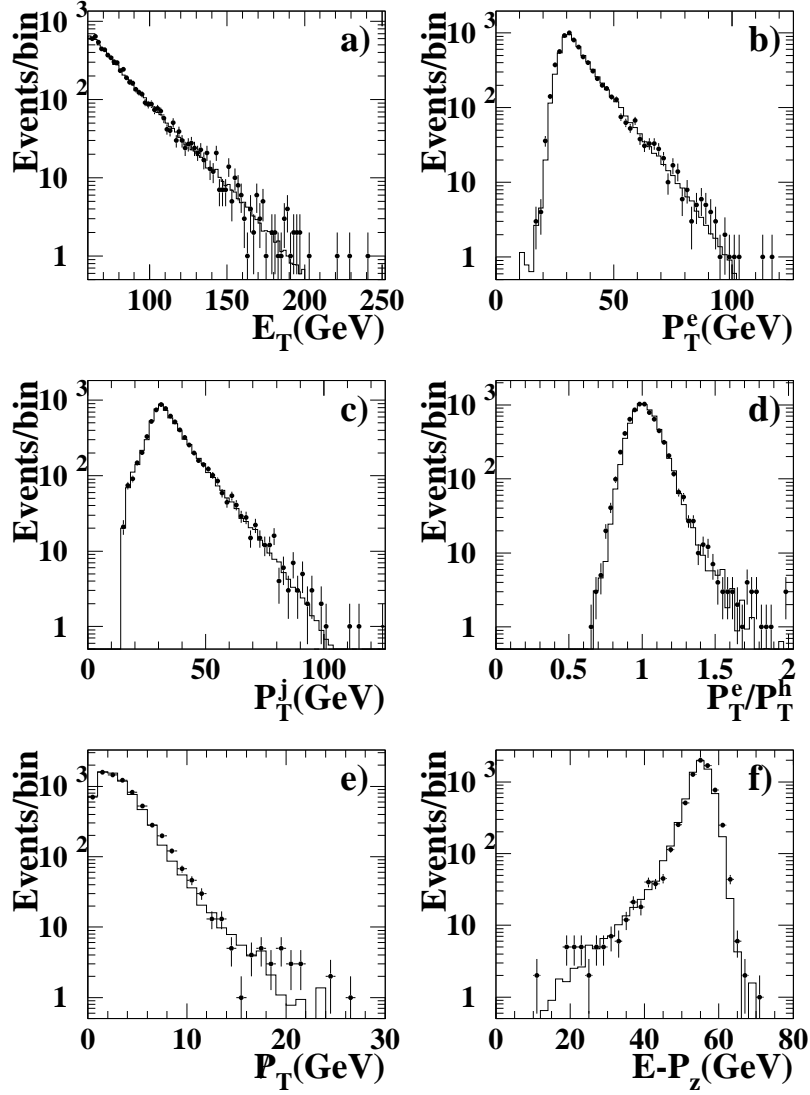 Events/bin
a)
10³
10²
10
1
100 150 200 250
E_T(GeV)
Events/bin
b)
10³
10²
10
1
0 50 100
P_T^e(GeV)
Events/bin
c)
10³
10²
10
1
0 50 100
P_T^j(GeV)
Events/bin
d)
10³
10²
10
1
0 0.5 1 1.5 2
P_T^e/P_T^h
Events/bin
e)
10³
10²
10
1
0 10 20 30
P̸_T(GeV)
Events/bin
f)
10³
10²
10
1
0 20 40 60 80
E-P_z(GeV)